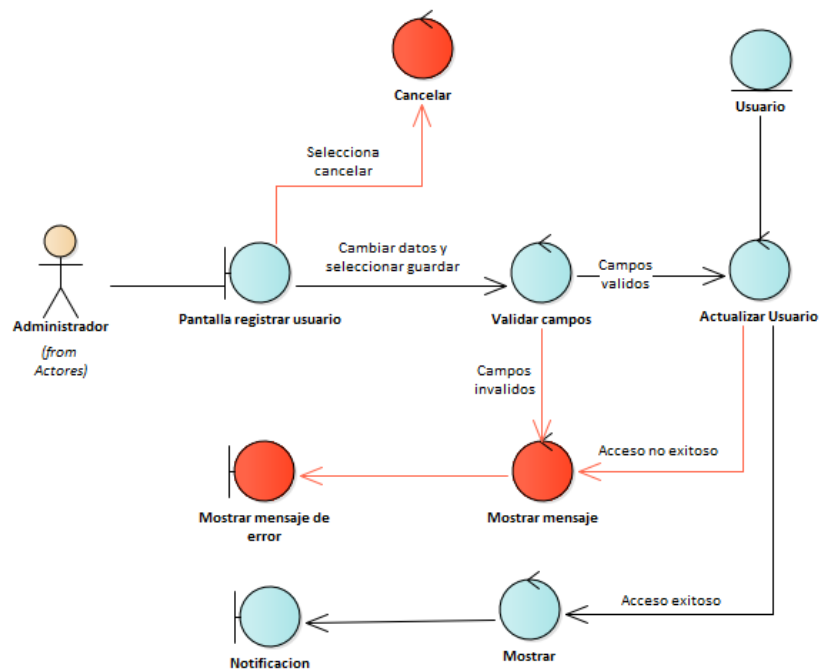 Cancelar
Usuario
Selecciona
cancelar
Cambiar datos y
seleccionar guardar
Campos
validos
Administrador
(from
Actores)
Pantalla registrar usuario
Validar campos
Actualizar Usuario
Campos
invalidos
Acceso no exitoso
Mostrar mensaje de
error
Mostrar mensaje
Acceso exitoso
Notificacion
Mostrar